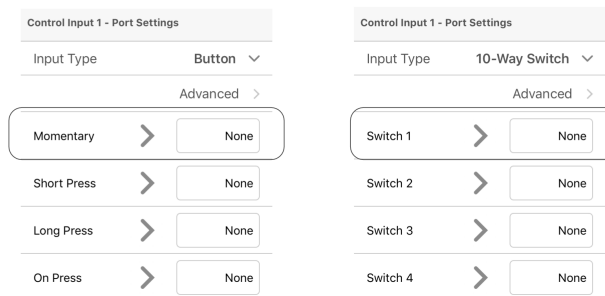 Control Input 1 - Port Settings
Input Type Button
Advanced
Momentary None
Short Press None
Long Press None
On Press None
Control Input 1 - Port Settings
Input Type 10-Way Switch
Advanced
Switch 1 None
Switch 2 None
Switch 3 None
Switch 4 None